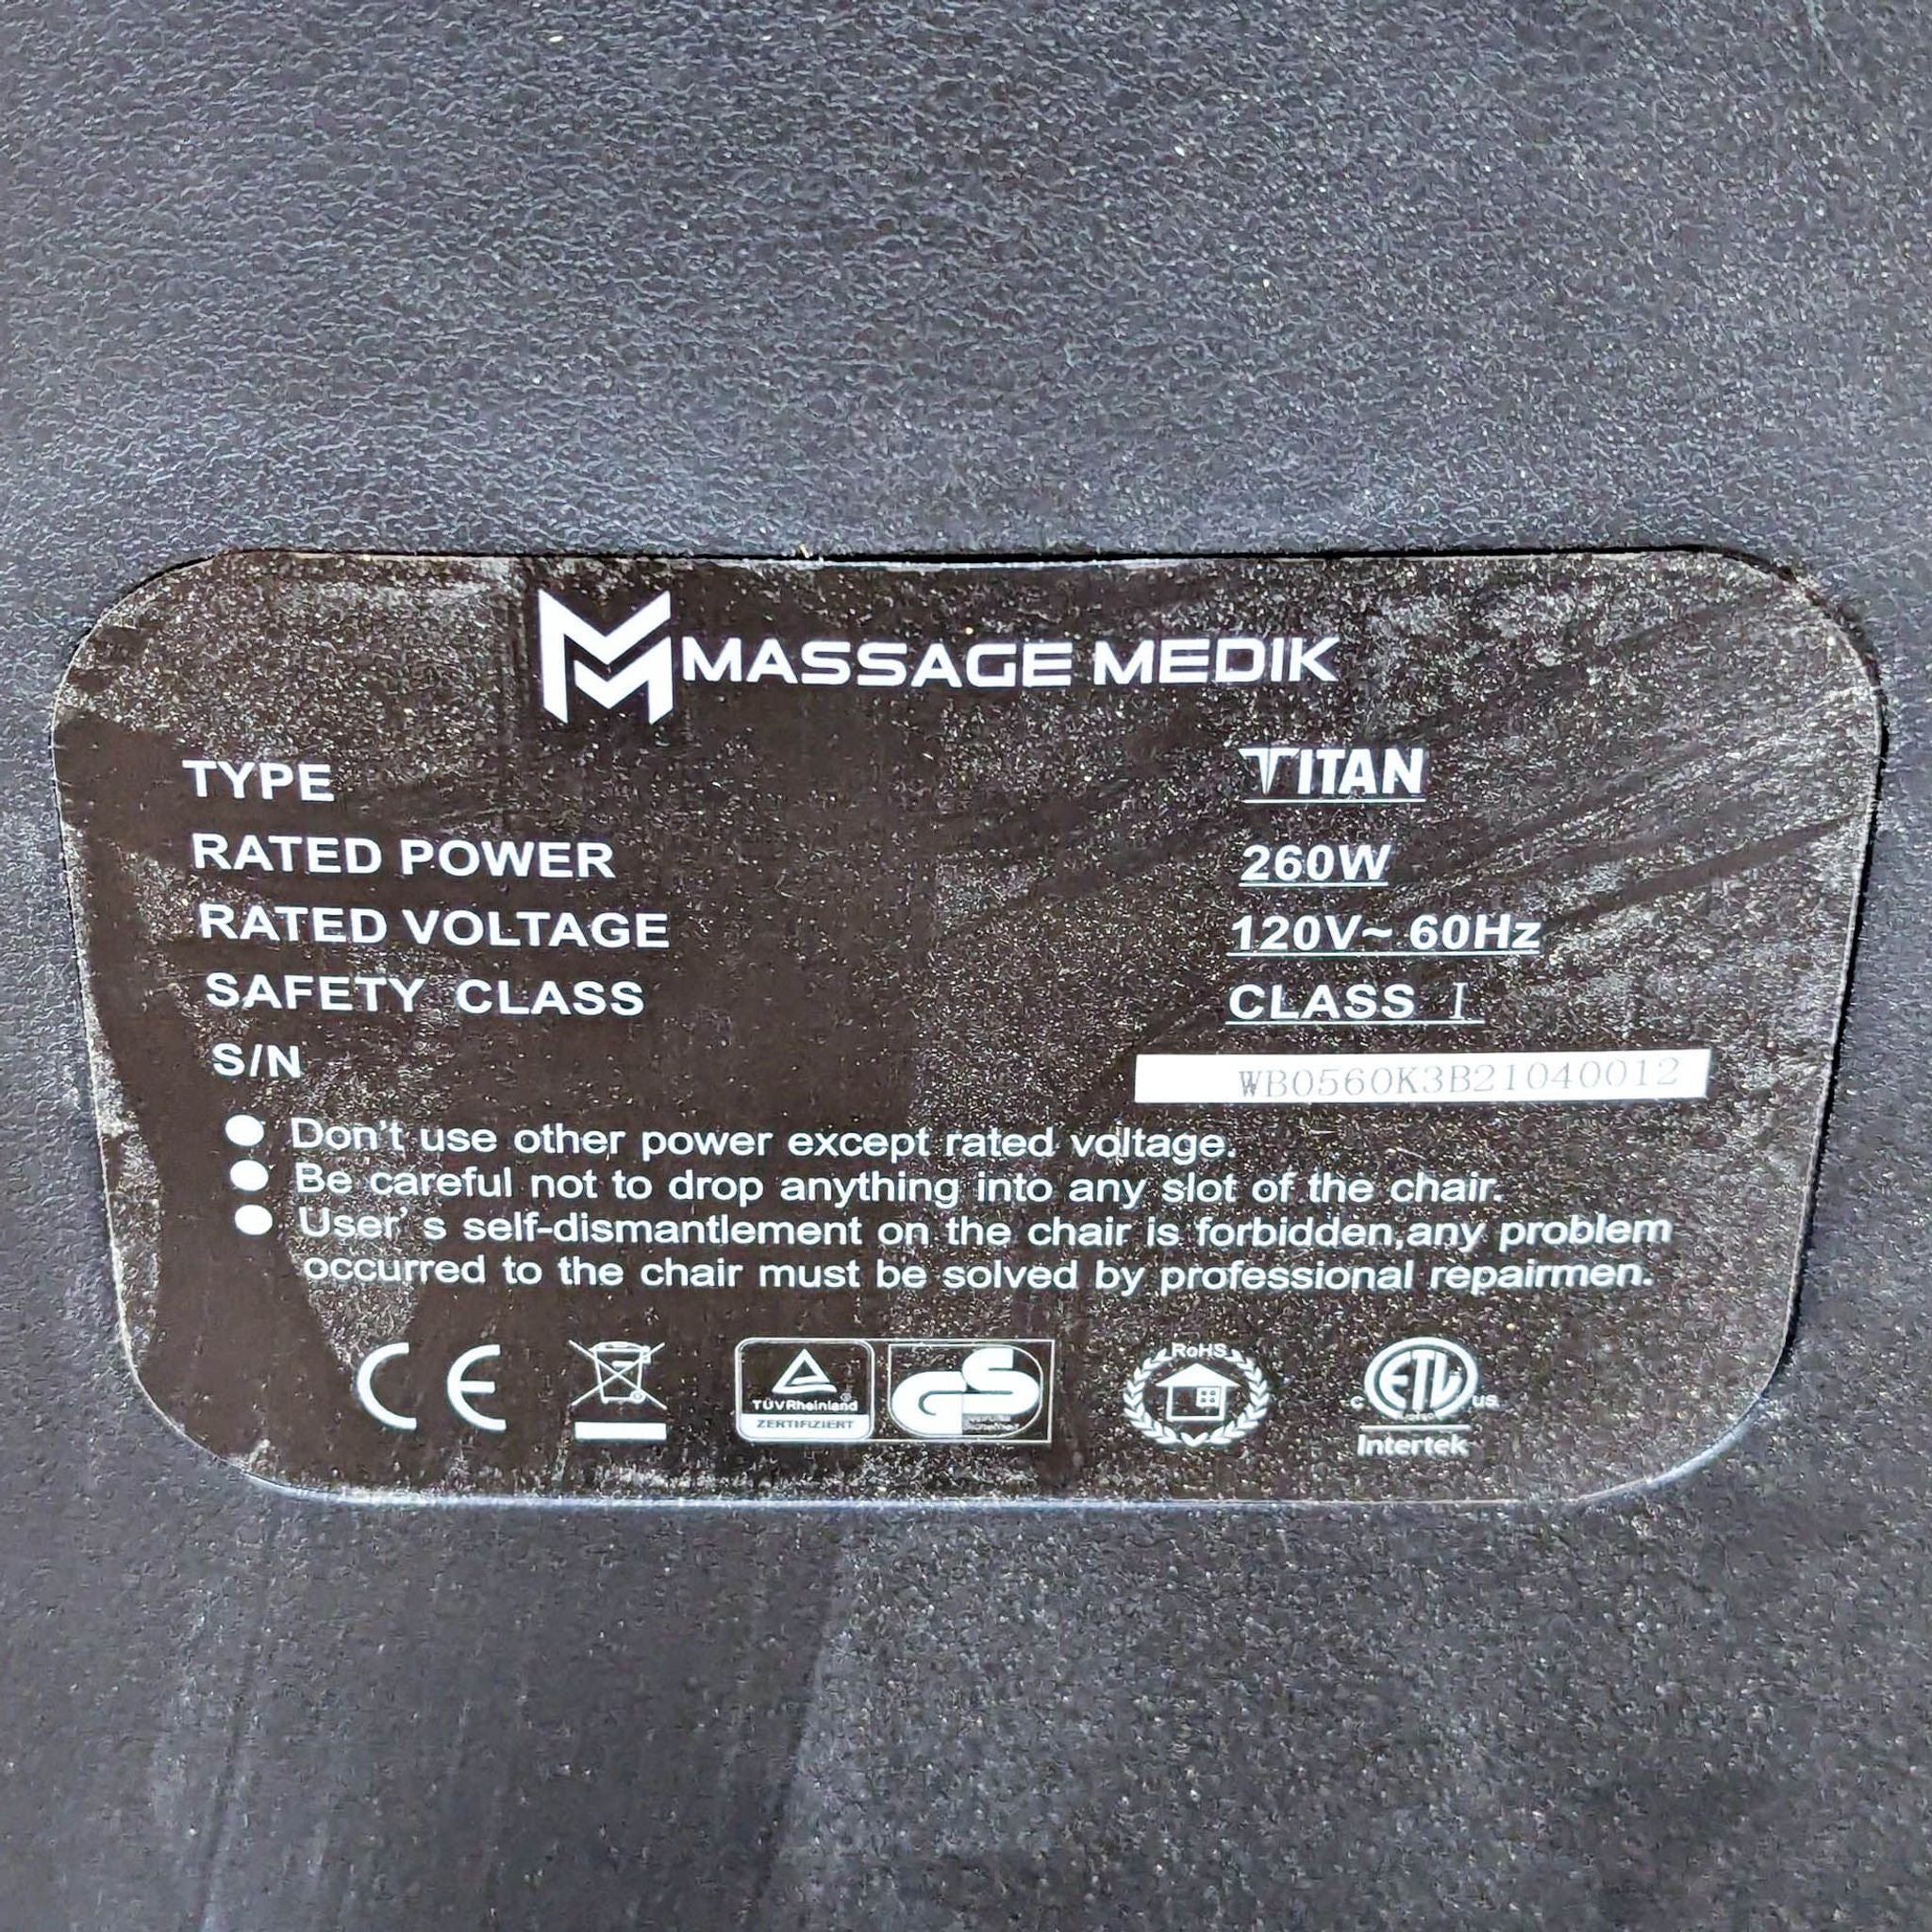 MASSAGE MEDIK
TYPE TITAN
RATED POWER 260W
RATED VOLTAGE 120V~ 60Hz
SAFETY CLASS CLASS I
S/N WB0560K3B21040012
Don't use other power except rated voltage.
Be careful not to drop anything into any slot of the chair.
User's self-dismantlement on the chair is forbidden,any problem
occurred to the chair must be solved by professional repairmen.
CE
TÜVRheinland
ZERTIFIZIERT
GS
RoHS
c ETL us
Intertek